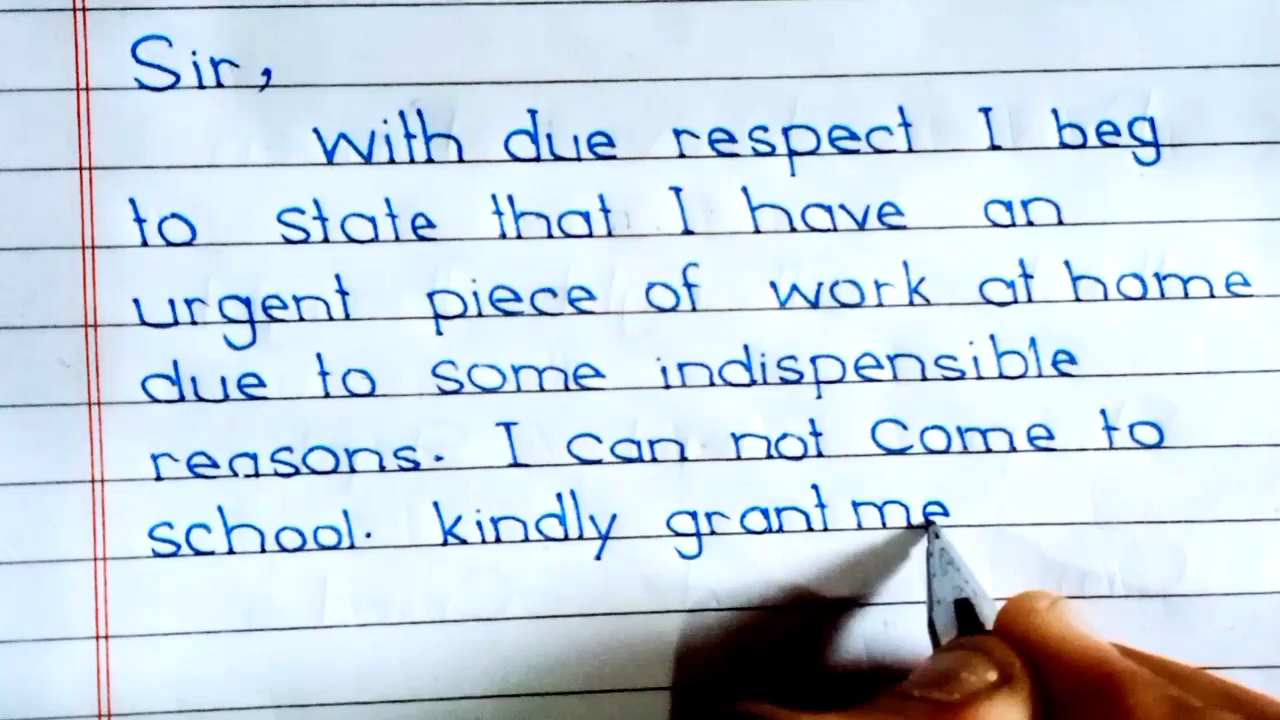 Sir,
with due respect I beg
to state that I have an
urgent piece of work at home
due to some indispensible
reasons. I can not come to
school. kindly grant me